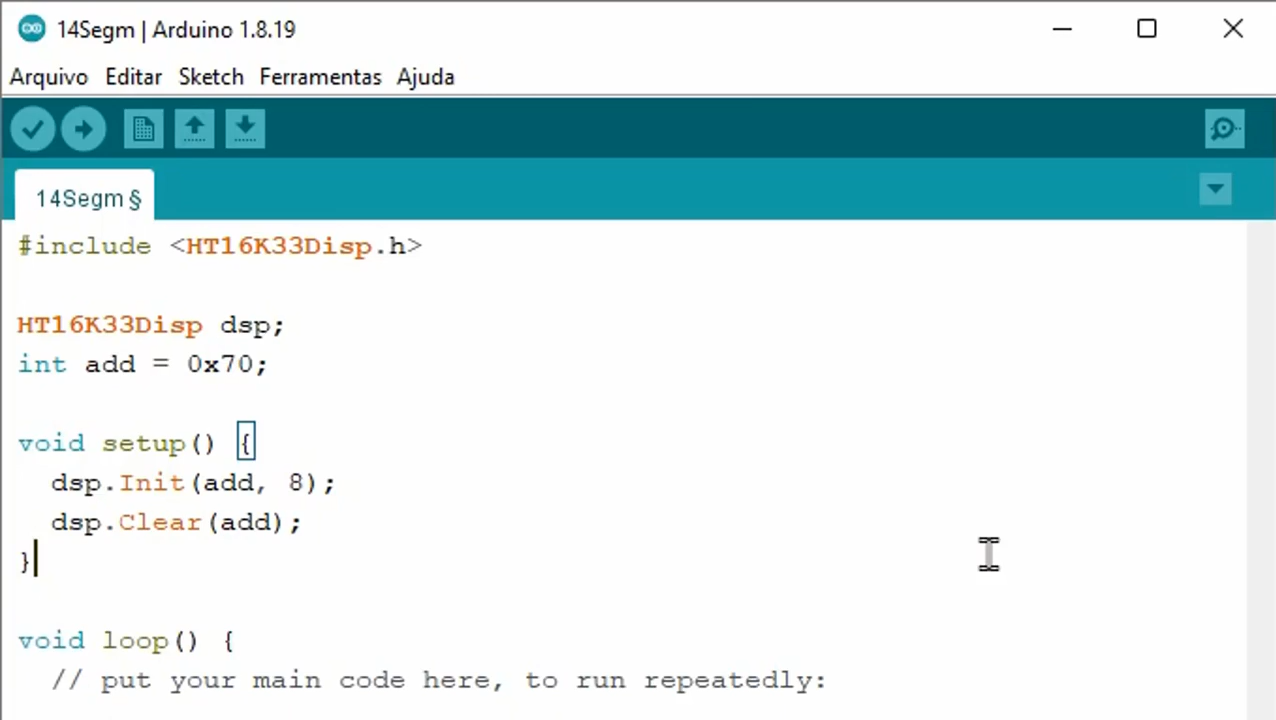 14Segm | Arduino 1.8.19
Arquivo Editar Sketch Ferramentas Ajuda
14Segm §
#include <HT16K33Disp.h>
HT16K33Disp dsp;
int add = 0x70;
void setup() {
dsp.Init(add, 8);
dsp.Clear(add);
}
void loop() {
// put your main code here, to run repeatedly: